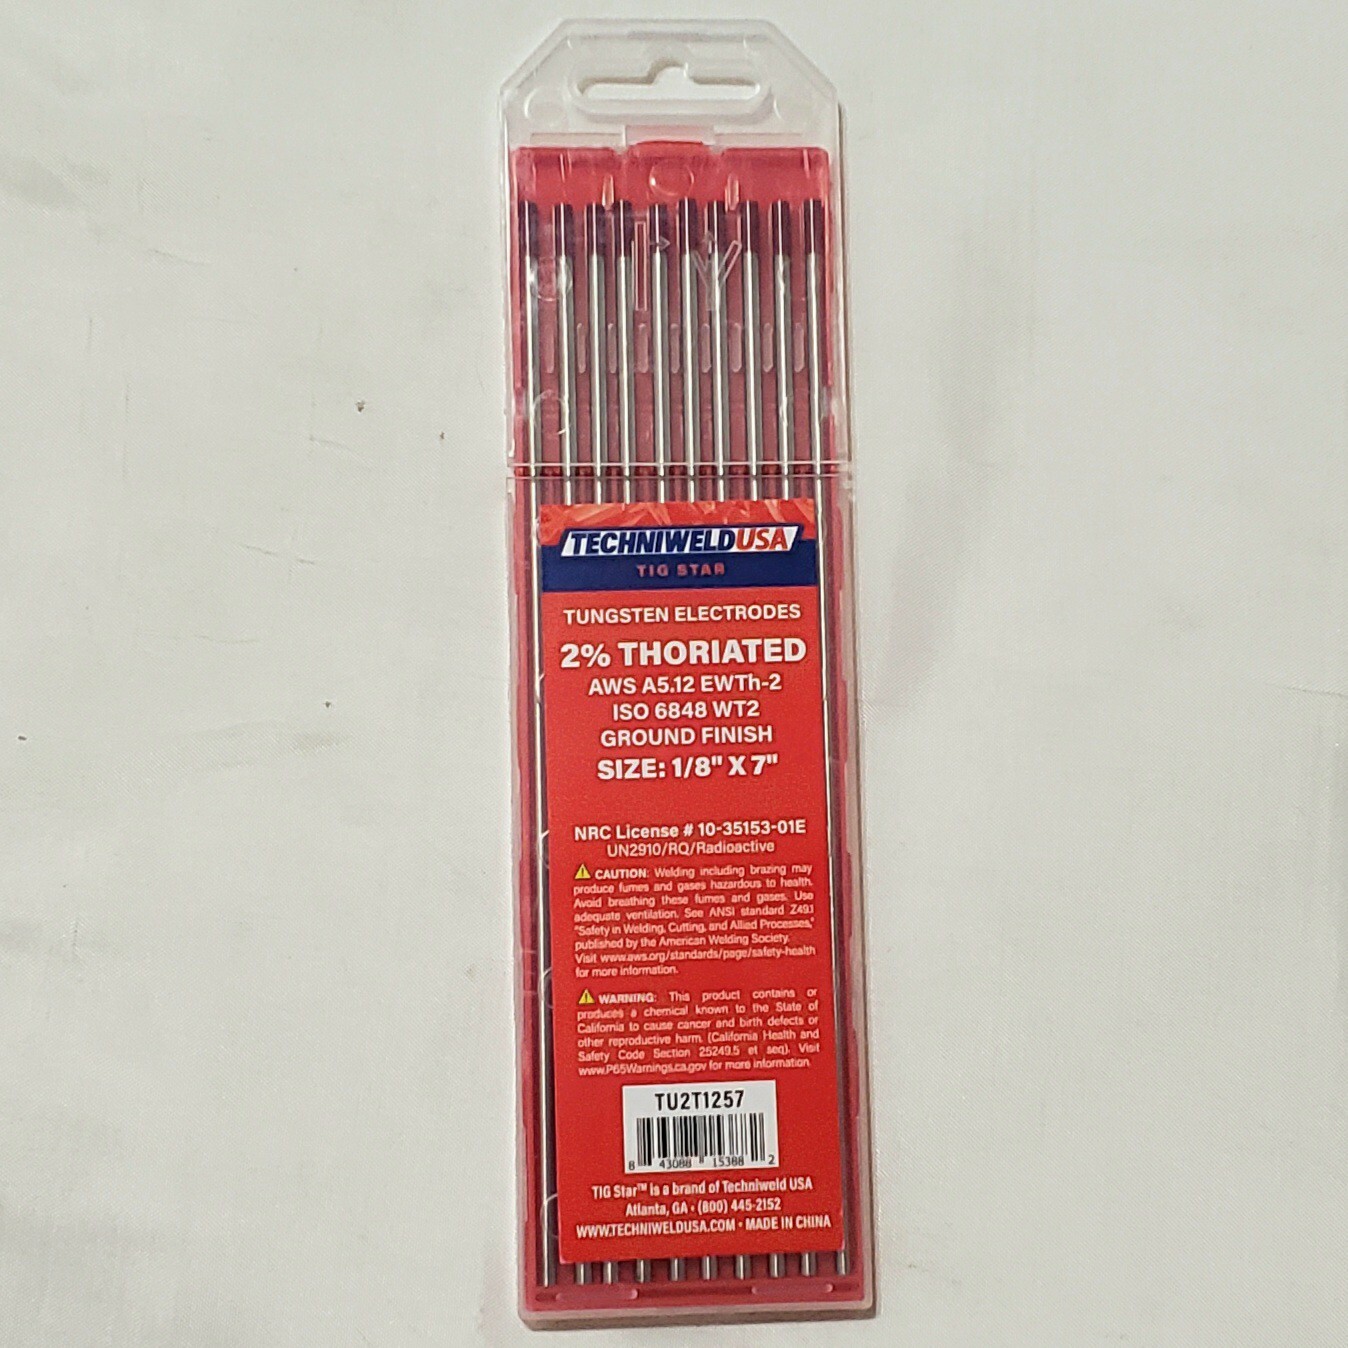 TECHNIWELDUSA
TIG STAR
TUNGSTEN ELECTRODES
2% THORIATED
AWS A5.12 EWTh-2
ISO 6848 WT2
GROUND FINISH
SIZE: 1/8" X 7"
NRC License # 10-35153-01E
UN2910/RQ/Radioactive
CAUTION: Welding including brazing may
produce fumes and gases hazardous to health.
Avoid breathing these fumes and gases. Use
adequate ventilation. See ANSI standard Z49.1
"Safety in Welding, Cutting, and Allied Processes,"
published by the American Welding Society.
Visit www.aws.org/standards/page/safety-health
for more information.
WARNING: This product contains or
produces a chemical known to the State of
California to cause cancer and birth defects or
other reproductive harm. (California Health and
Safety Code Section 25249.5 et seq). Visit
www.P65Warnings.ca.gov for more information
TU2T1257
8 43088 15388 2
TIG Star™ is a brand of Techniweld USA
Atlanta, GA • (800) 445-2152
WWW.TECHNIWELDUSA.COM • MADE IN CHINA